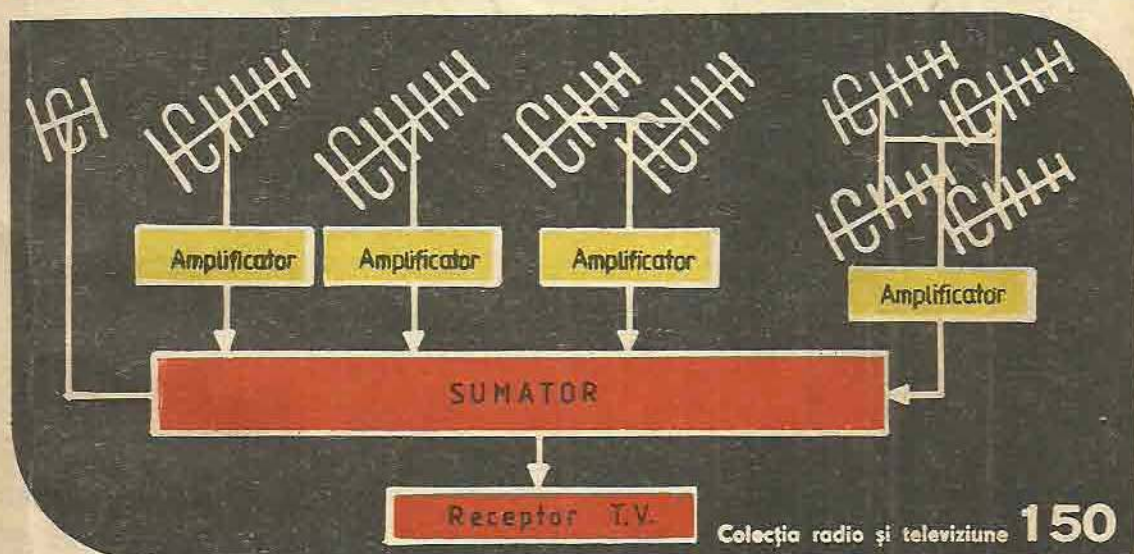 Amplificator
Amplificator
Amplificator
Amplificator
SUMATOR
Receptor T.V.
Colecția radio și televiziune 150